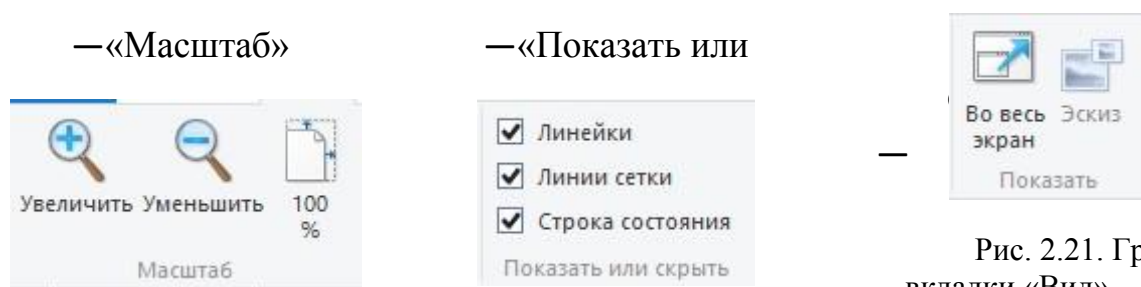 —«Масштаб»
Увеличить Уменьшить 100 %
Масштаб
—«Показать или
Линейки
Линии сетки
Строка состояния
Показать или скрыть
—
Во весь экран Эскиз
Показать
Рис. 2.21. Гр
вкладки «Вид»